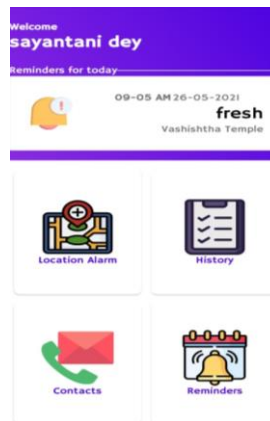 Welcome
sayantani dey
Reminders for today
09-05 AM 26-05-2021
fresh
Vashishtha Temple
Location Alarm
History
Contacts
Reminders